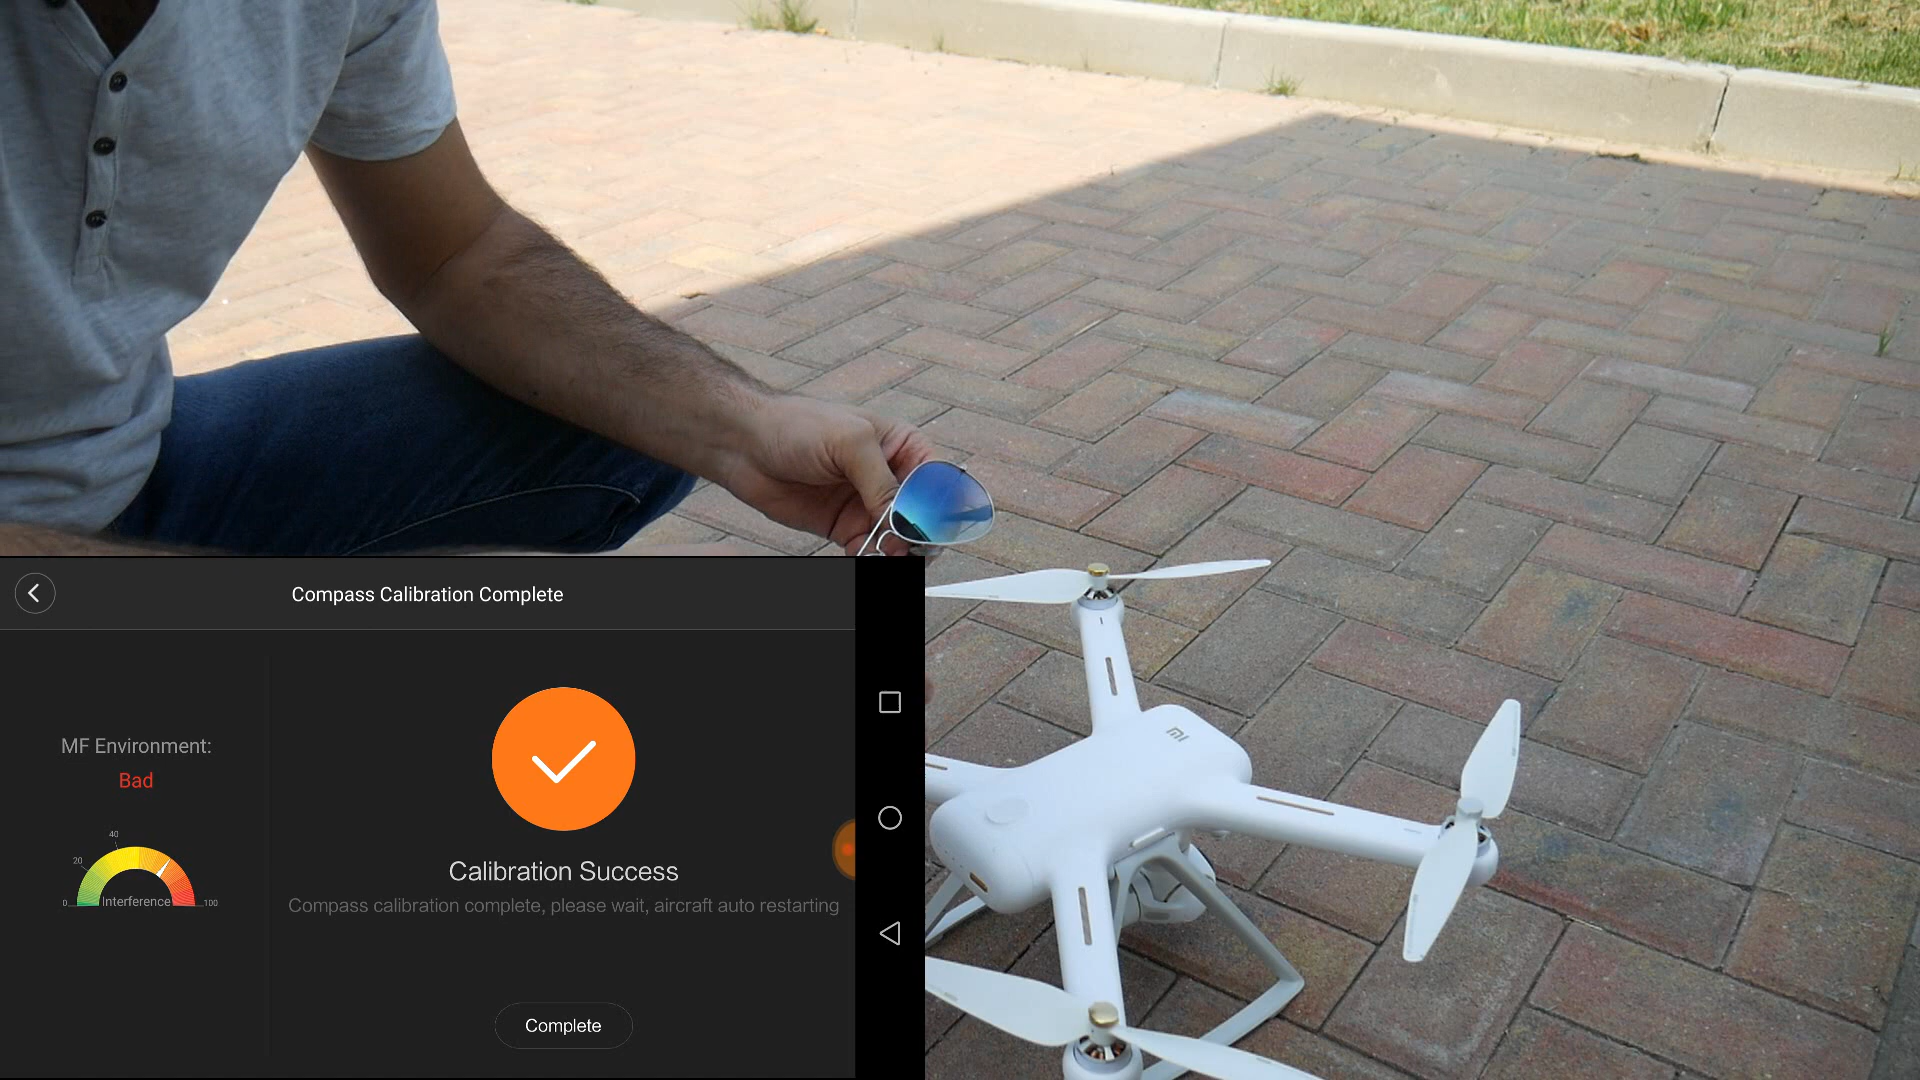 Compass Calibration Complete
MF Environment:
Bad
40
20
0
Interference
100
Calibration Success
Compass calibration complete, please wait, aircraft auto restarting
Complete
mi